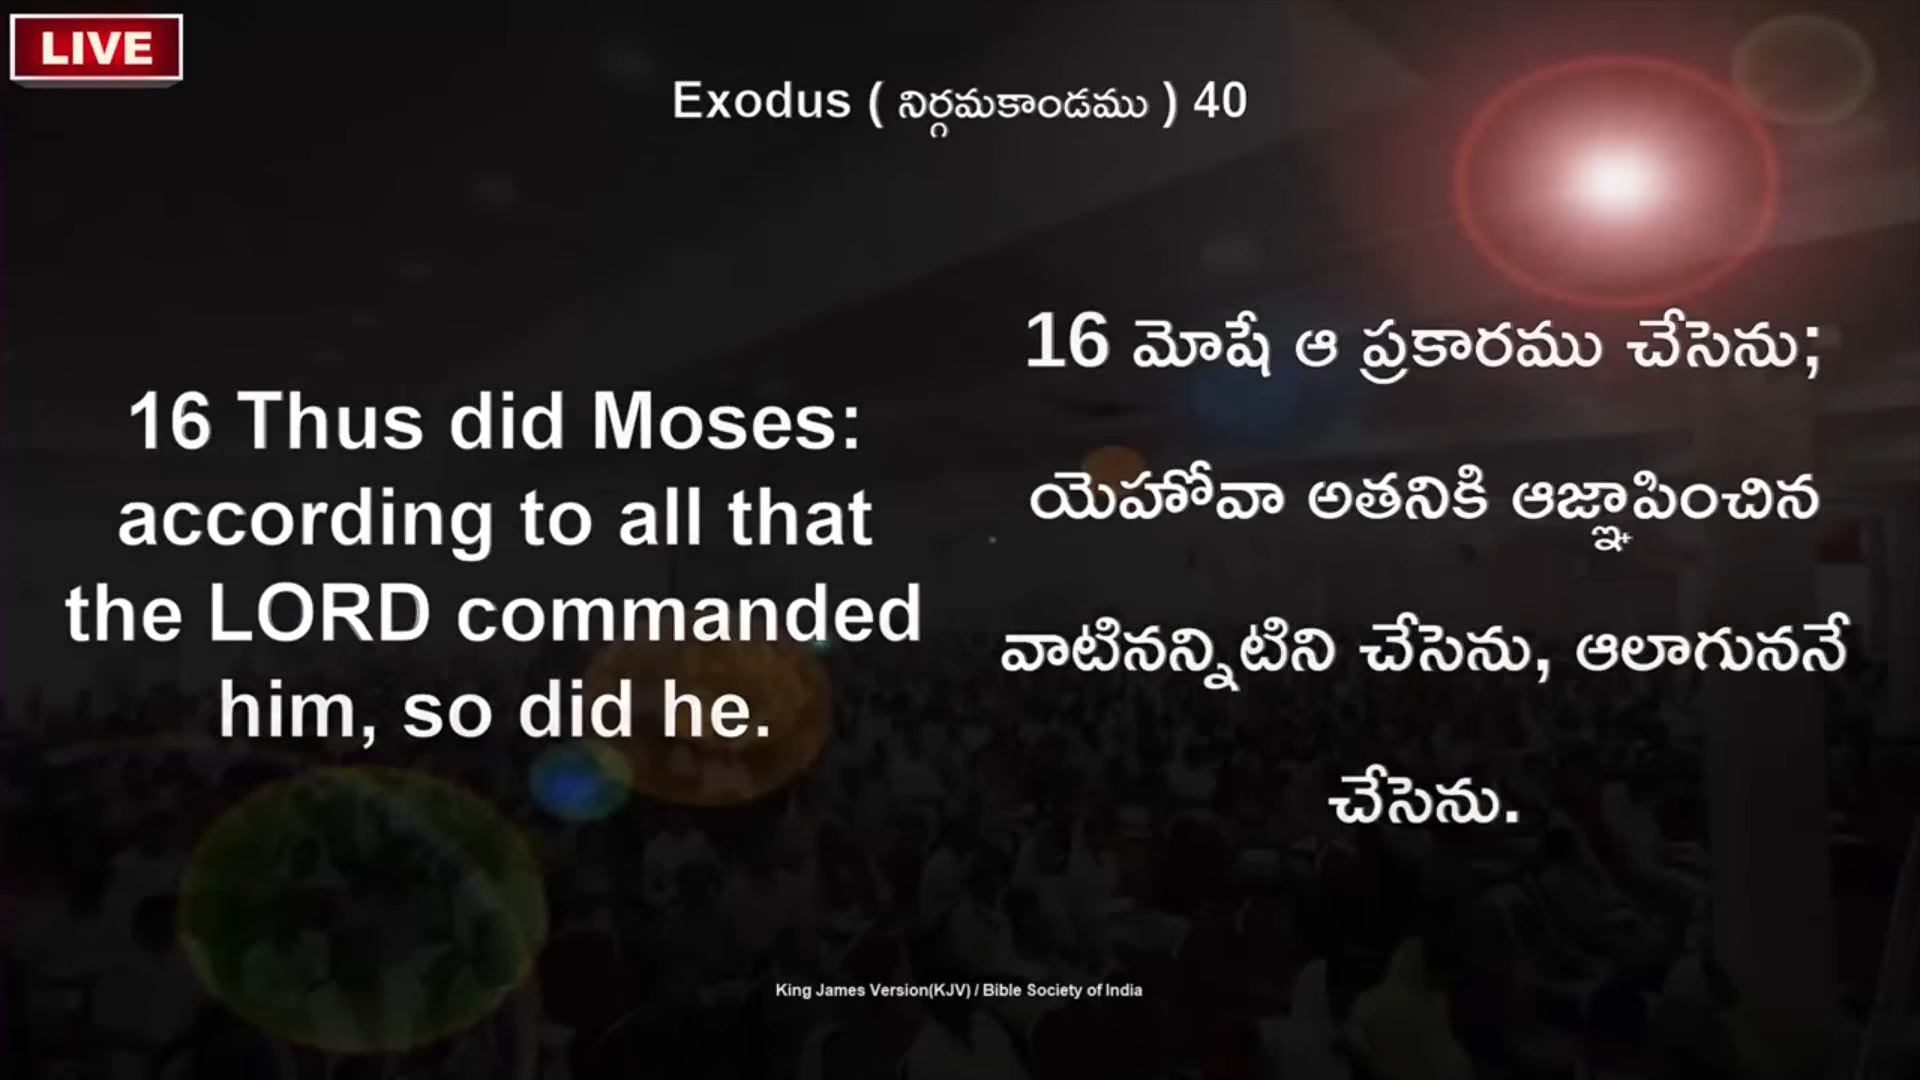 LIVE
Exodus ( నిర్గమకాండము ) 40
16 Thus did Moses:
according to all that
the LORD commanded
him, so did he.
16 మోషే ఆ ప్రకారము చేసెను;
యెహోవా అతనికి ఆజ్ఞాపించిన
వాటినన్నిటిని చేసెను, ఆలాగుననే
చేసెను.
King James Version(KJV) / Bible Society of India